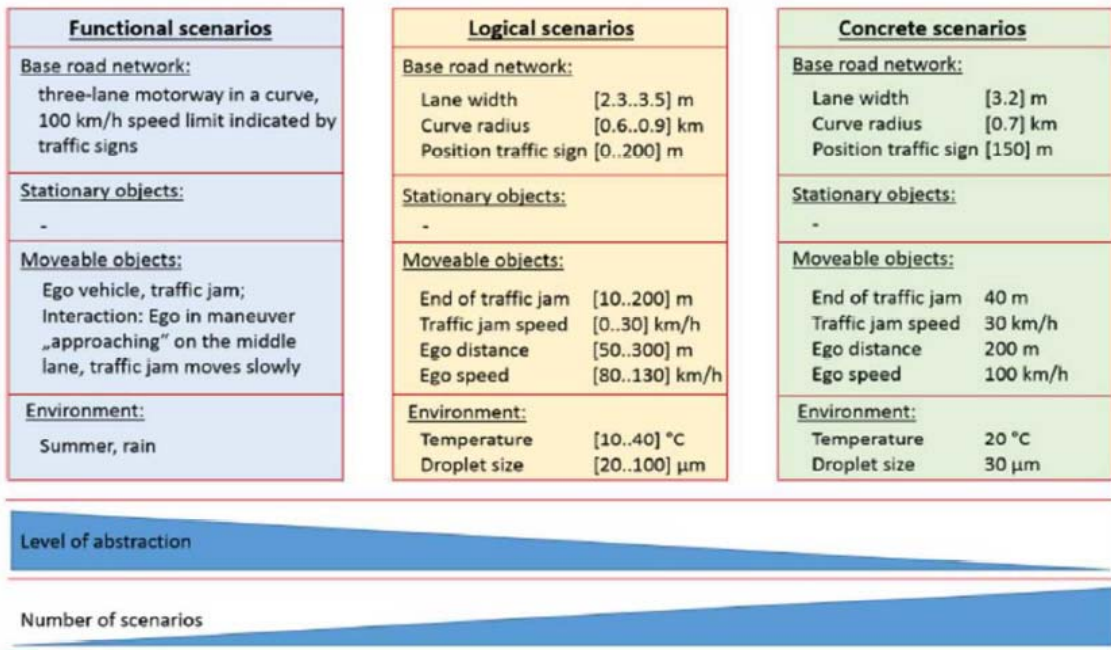 Functional scenarios
Base road network:
three-lane motorway in a curve,
100 km/h speed limit indicated by
traffic signs
Stationary objects:
-
Moveable objects:
Ego vehicle, traffic jam;
Interaction: Ego in maneuver
„approaching“ on the middle
lane, traffic jam moves slowly
Environment:
Summer, rain
Logical scenarios
Base road network:
Lane width [2.3..3.5] m
Curve radius [0.6..0.9] km
Position traffic sign [0..200] m
Stationary objects:
-
Moveable objects:
End of traffic jam [10..200] m
Traffic jam speed [0..30] km/h
Ego distance [50..300] m
Ego speed [80..130] km/h
Environment:
Temperature [10..40] °C
Droplet size [20..100] µm
Concrete scenarios
Base road network:
Lane width [3.2] m
Curve radius [0.7] km
Position traffic sign [150] m
Stationary objects:
-
Moveable objects:
End of traffic jam 40 m
Traffic jam speed 30 km/h
Ego distance 200 m
Ego speed 100 km/h
Environment:
Temperature 20 °C
Droplet size 30 µm
Level of abstraction
Number of scenarios